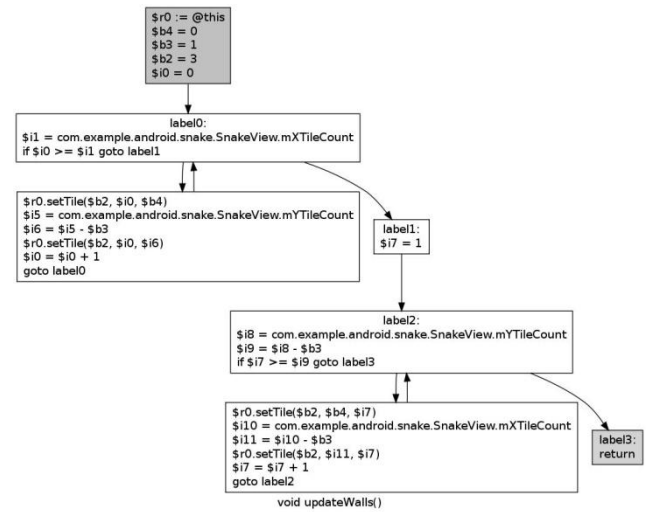 $r0 := @this
$b4 = 0
$b3 = 1
$b2 = 3
$i0 = 0
label0:
$i1 = com.example.android.snake.SnakeView.mXTileCount
if $i0 >= $i1 goto label1
$r0.setTile($b2, $i0, $b4)
$i5 = com.example.android.snake.SnakeView.mYTileCount
$i6 = $i5 - $b3
$r0.setTile($b2, $i0, $i6)
$i0 = $i0 + 1
goto label0
label1:
$i7 = 1
label2:
$i8 = com.example.android.snake.SnakeView.mYTileCount
$i9 = $i8 - $b3
if $i7 >= $i9 goto label3
$r0.setTile($b2, $b4, $i7)
$i10 = com.example.android.snake.SnakeView.mXTileCount
$i11 = $i10 - $b3
$r0.setTile($b2, $i11, $i7)
$i7 = $i7 + 1
goto label2
label3:
return
void updateWalls()